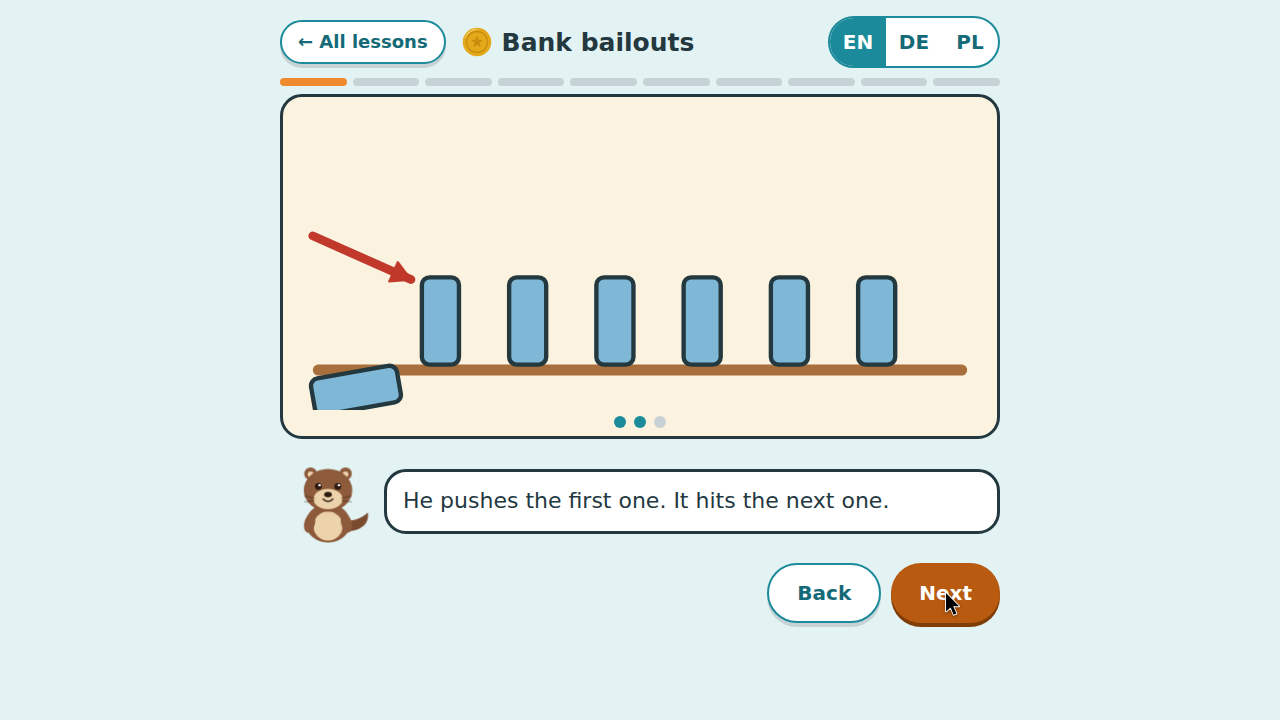 ← All lessons
Bank bailouts
EN DE PL
He pushes the first one. It hits the next one.
Back
Next